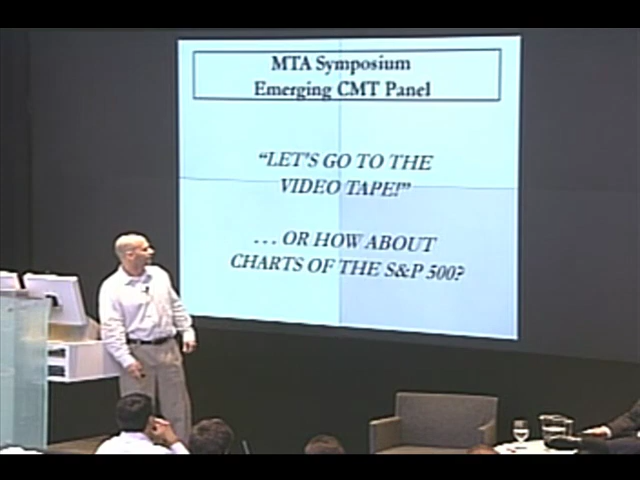 MTA Symposium
Emerging CMT Panel
“LET’S GO TO THE
VIDEO TAPE!”
. . . OR HOW ABOUT
CHARTS OF THE S&P 500?